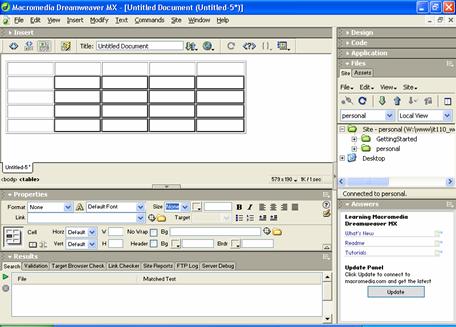 Macromedia Dreamweaver MX - [Untitled Document (Untitled-5*)]
File Edit View Insert Modify Text Commands Site Window Help
Insert
Title: Untitled Document
Untitled-5*
<body> <table>
579 x 190 1K / 1 sec
Properties
Format None Default Font Size None B I
Link Target
Cell Horz Default W No Wrap Bg
Vert Default H Header Bg Brdr
Results
Search Validation Target Browser Check Link Checker Site Reports FTP Log Server Debug
File Matched Text
Design
Code
Application
Files
Site Assets
File Edit View Site
personal Local View
Site - personal (W:\www\it110_w
GettingStarted
personal
Desktop
Connected to personal.
Answers
Learning Macromedia
Dreamweaver MX
What's New
Readme
Tutorials
Update Panel
Click Update to connect to
macromedia.com and get the latest
Update